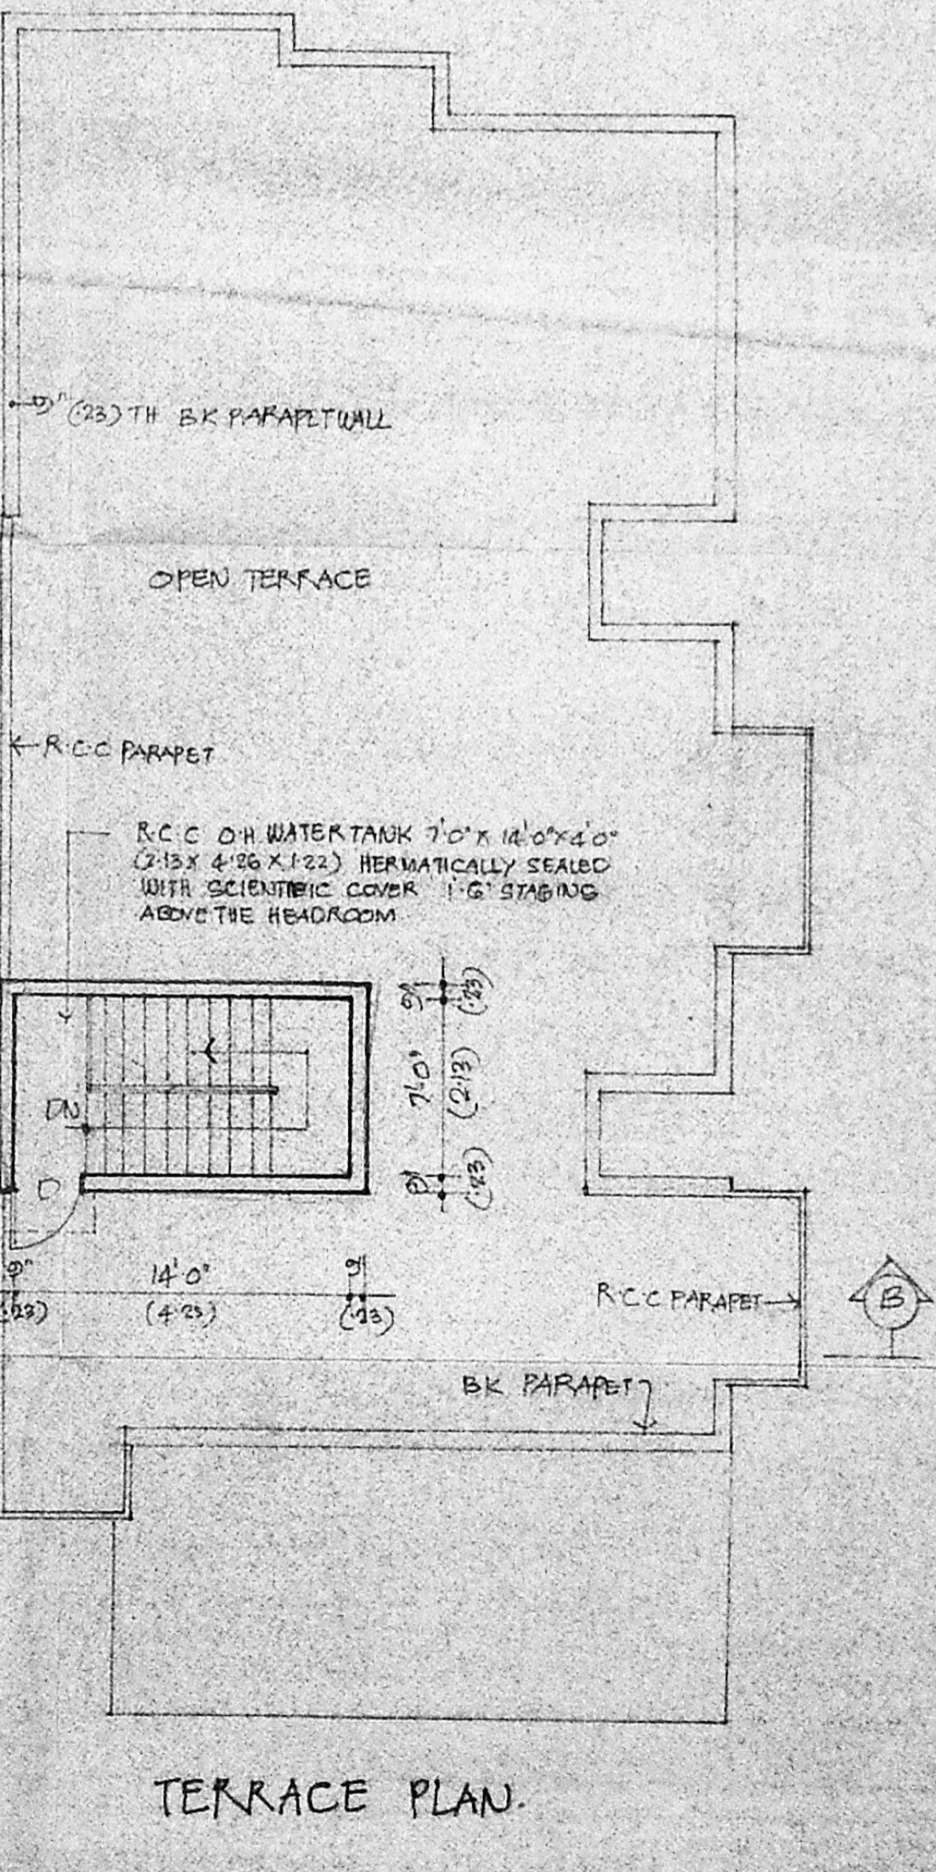 9" (·23) TH BK PARAPET WALL
OPEN TERRACE
R·C·C PARAPET
R·C·C O·H WATER TANK 7'0" X 14'0" X 4'0"
(2·13 X 4·26 X 1·22) HERMATICALLY SEALED
WITH SCIENTIFIC COVER 1'-6" STAGING
ABOVE THE HEADROOM
9" (·23)
7'·0" (2·13)
9" (·23)
DN
D
9" 14'·0" 9"
(·23) (4·23) (·23)
R·C·C PARAPET
B
BK PARAPET
TERRACE PLAN.